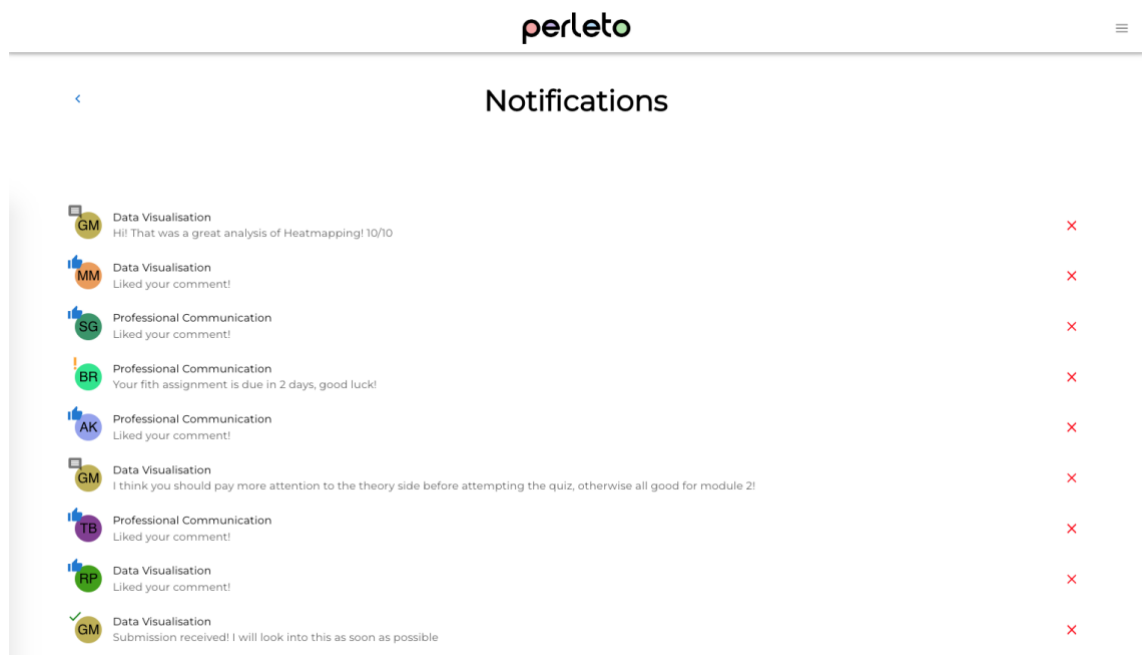 perleto
Notifications
GM
Data Visualisation
Hi! That was a great analysis of Heatmapping! 10/10
MM
Data Visualisation
Liked your comment!
SG
Professional Communication
Liked your comment!
BR
Professional Communication
Your fith assignment is due in 2 days, good luck!
AK
Professional Communication
Liked your comment!
GM
Data Visualisation
I think you should pay more attention to the theory side before attempting the quiz, otherwise all good for module 2!
TB
Professional Communication
Liked your comment!
RP
Data Visualisation
Liked your comment!
GM
Data Visualisation
Submission received! I will look into this as soon as possible